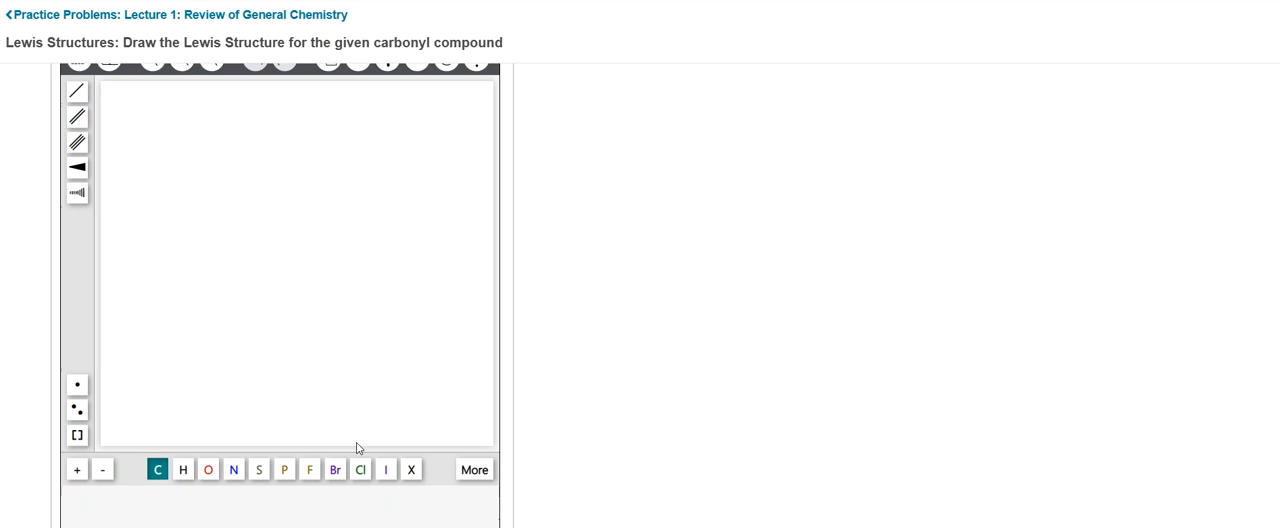 Practice Problems: Lecture 1: Review of General Chemistry
Lewis Structures: Draw the Lewis Structure for the given carbonyl compound
[]
+ - C H O N S P F Br Cl I X More